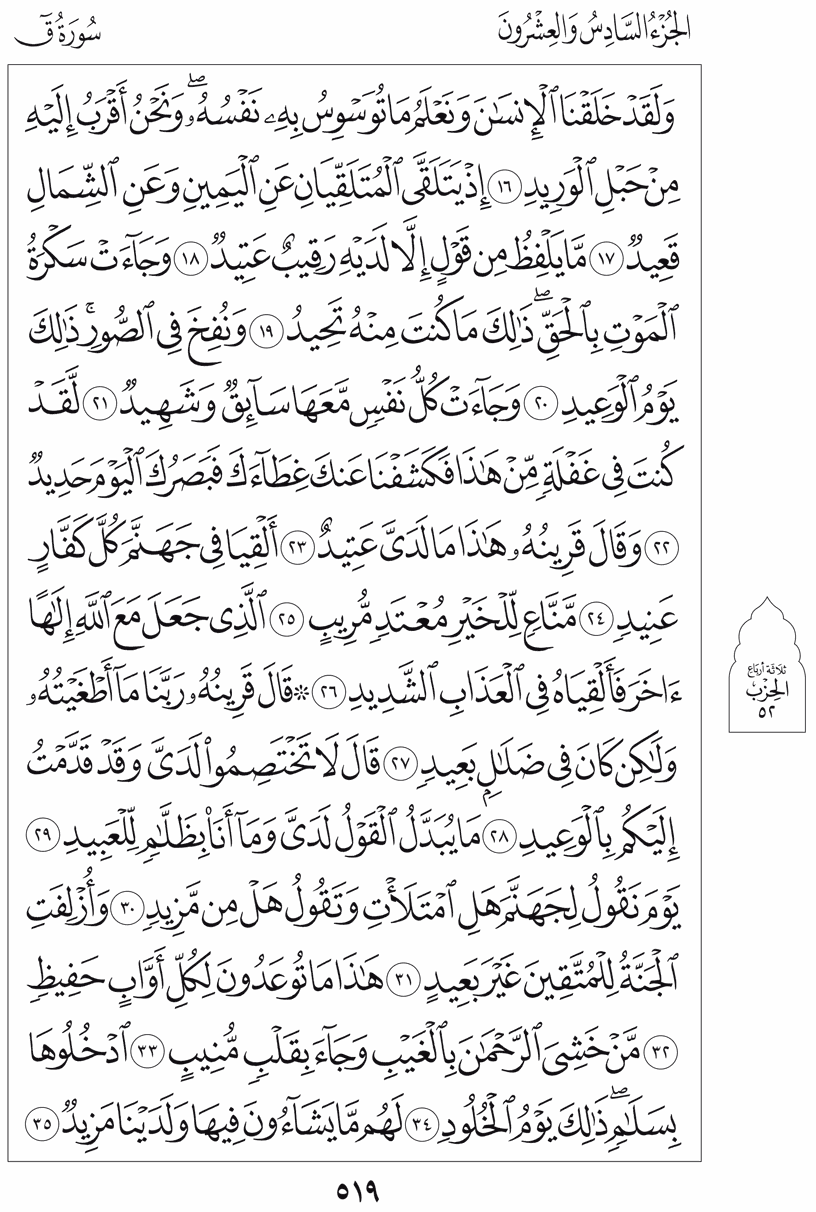 الجُزْءُ السَّادِسُ وَالعِشْرُونَ
سُورَةُ قٓ
وَلَقَدۡ خَلَقۡنَا ٱلۡإِنسَٰنَ وَنَعۡلَمُ مَا تُوَسۡوِسُ بِهِۦ نَفۡسُهُۥۖ وَنَحۡنُ أَقۡرَبُ إِلَيۡهِ
مِنۡ حَبۡلِ ٱلۡوَرِيدِ ١٦ إِذۡ يَتَلَقَّى ٱلۡمُتَلَقِّيَانِ عَنِ ٱلۡيَمِينِ وَعَنِ ٱلشِّمَالِ
قَعِيدٞ ١٧ مَّا يَلۡفِظُ مِن قَوۡلٍ إِلَّا لَدَيۡهِ رَقِيبٌ عَتِيدٞ ١٨ وَجَآءَتۡ سَكۡرَةُ
ٱلۡمَوۡتِ بِٱلۡحَقِّۖ ذَٰلِكَ مَا كُنتَ مِنۡهُ تَحِيدُ ١٩ وَنُفِخَ فِي ٱلصُّورِۚ ذَٰلِكَ
يَوۡمُ ٱلۡوَعِيدِ ٢٠ وَجَآءَتۡ كُلُّ نَفۡسٖ مَّعَهَا سَآئِقٞ وَشَهِيدٞ ٢١ لَّقَدۡ
كُنتَ فِي غَفۡلَةٖ مِّنۡ هَٰذَا فَكَشَفۡنَا عَنكَ غِطَآءَكَ فَبَصَرُكَ ٱلۡيَوۡمَ حَدِيدٞ
٢٢ وَقَالَ قَرِينُهُۥ هَٰذَا مَا لَدَيَّ عَتِيدٌ ٢٣ أَلۡقِيَا فِي جَهَنَّمَ كُلَّ كَفَّارٍ
عَنِيدٖ ٢٤ مَّنَّاعٖ لِّلۡخَيۡرِ مُعۡتَدٖ مُّرِيبٍ ٢٥ ٱلَّذِي جَعَلَ مَعَ ٱللَّهِ إِلَٰهًا
ءَاخَرَ فَأَلۡقِيَاهُ فِي ٱلۡعَذَابِ ٱلشَّدِيدِ ٢٦ ۞ قَالَ قَرِينُهُۥ رَبَّنَا مَآ أَطۡغَيۡتُهُۥ
وَلَٰكِن كَانَ فِي ضَلَٰلِۭ بَعِيدٖ ٢٧ قَالَ لَا تَخۡتَصِمُواْ لَدَيَّ وَقَدۡ قَدَّمۡتُ
إِلَيۡكُم بِٱلۡوَعِيدِ ٢٨ مَا يُبَدَّلُ ٱلۡقَوۡلُ لَدَيَّ وَمَآ أَنَا۠ بِظَلَّٰمٖ لِّلۡعَبِيدِ ٢٩
يَوۡمَ نَقُولُ لِجَهَنَّمَ هَلِ ٱمۡتَلَأۡتِ وَتَقُولُ هَلۡ مِن مَّزِيدٖ ٣٠ وَأُزۡلِفَتِ
ٱلۡجَنَّةُ لِلۡمُتَّقِينَ غَيۡرَ بَعِيدٍ ٣١ هَٰذَا مَا تُوعَدُونَ لِكُلِّ أَوَّابٍ حَفِيظٖ
٣٢ مَّنۡ خَشِيَ ٱلرَّحۡمَٰنَ بِٱلۡغَيۡبِ وَجَآءَ بِقَلۡبٖ مُّنِيبٍ ٣٣ ٱدۡخُلُوهَا
بِسَلَٰمٖۖ ذَٰلِكَ يَوۡمُ ٱلۡخُلُودِ ٣٤ لَهُم مَّا يَشَآءُونَ فِيهَا وَلَدَيۡنَا مَزِيدٞ ٣٥
ثلاثة أرباع
الحِزْب
٥٢
٥١٩